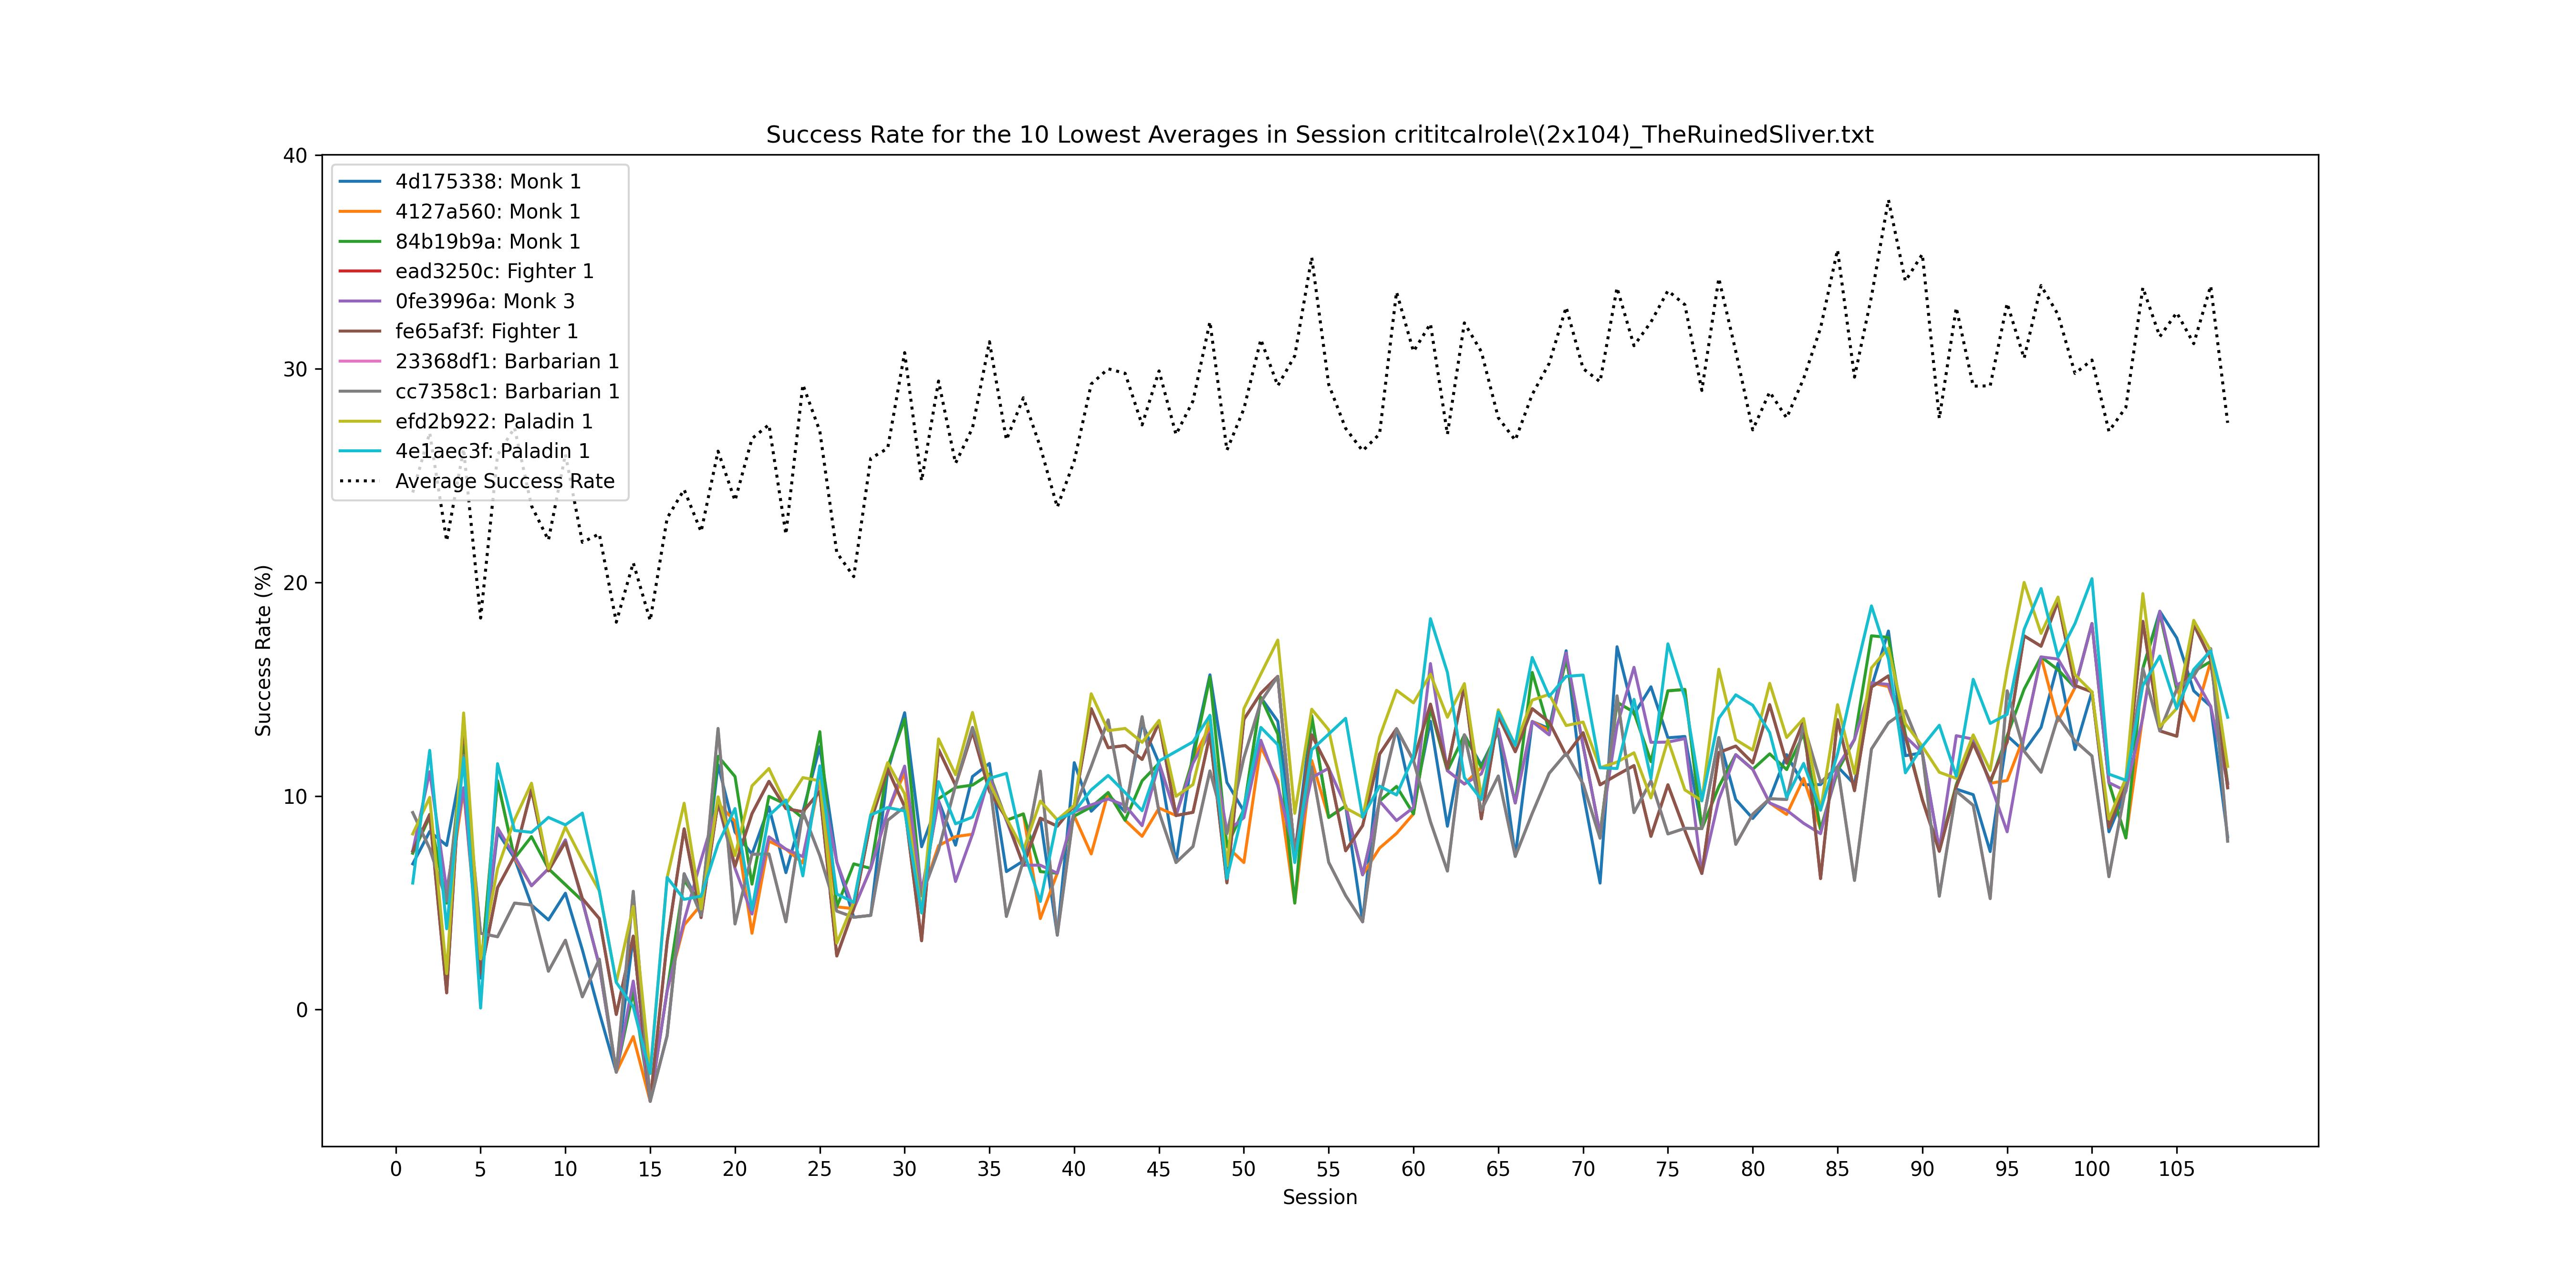 Success Rate for the 10 Lowest Averages in Session crititcalrole\(2x104)_TheRuinedSliver.txt
40
30
20
10
0
Success Rate (%)
4d175338: Monk 1
4127a560: Monk 1
84b19b9a: Monk 1
ead3250c: Fighter 1
0fe3996a: Monk 3
fe65af3f: Fighter 1
23368df1: Barbarian 1
cc7358c1: Barbarian 1
efd2b922: Paladin 1
4e1aec3f: Paladin 1
Average Success Rate
0 5 10 15 20 25 30 35 40 45 50 55 60 65 70 75 80 85 90 95 100 105
Session